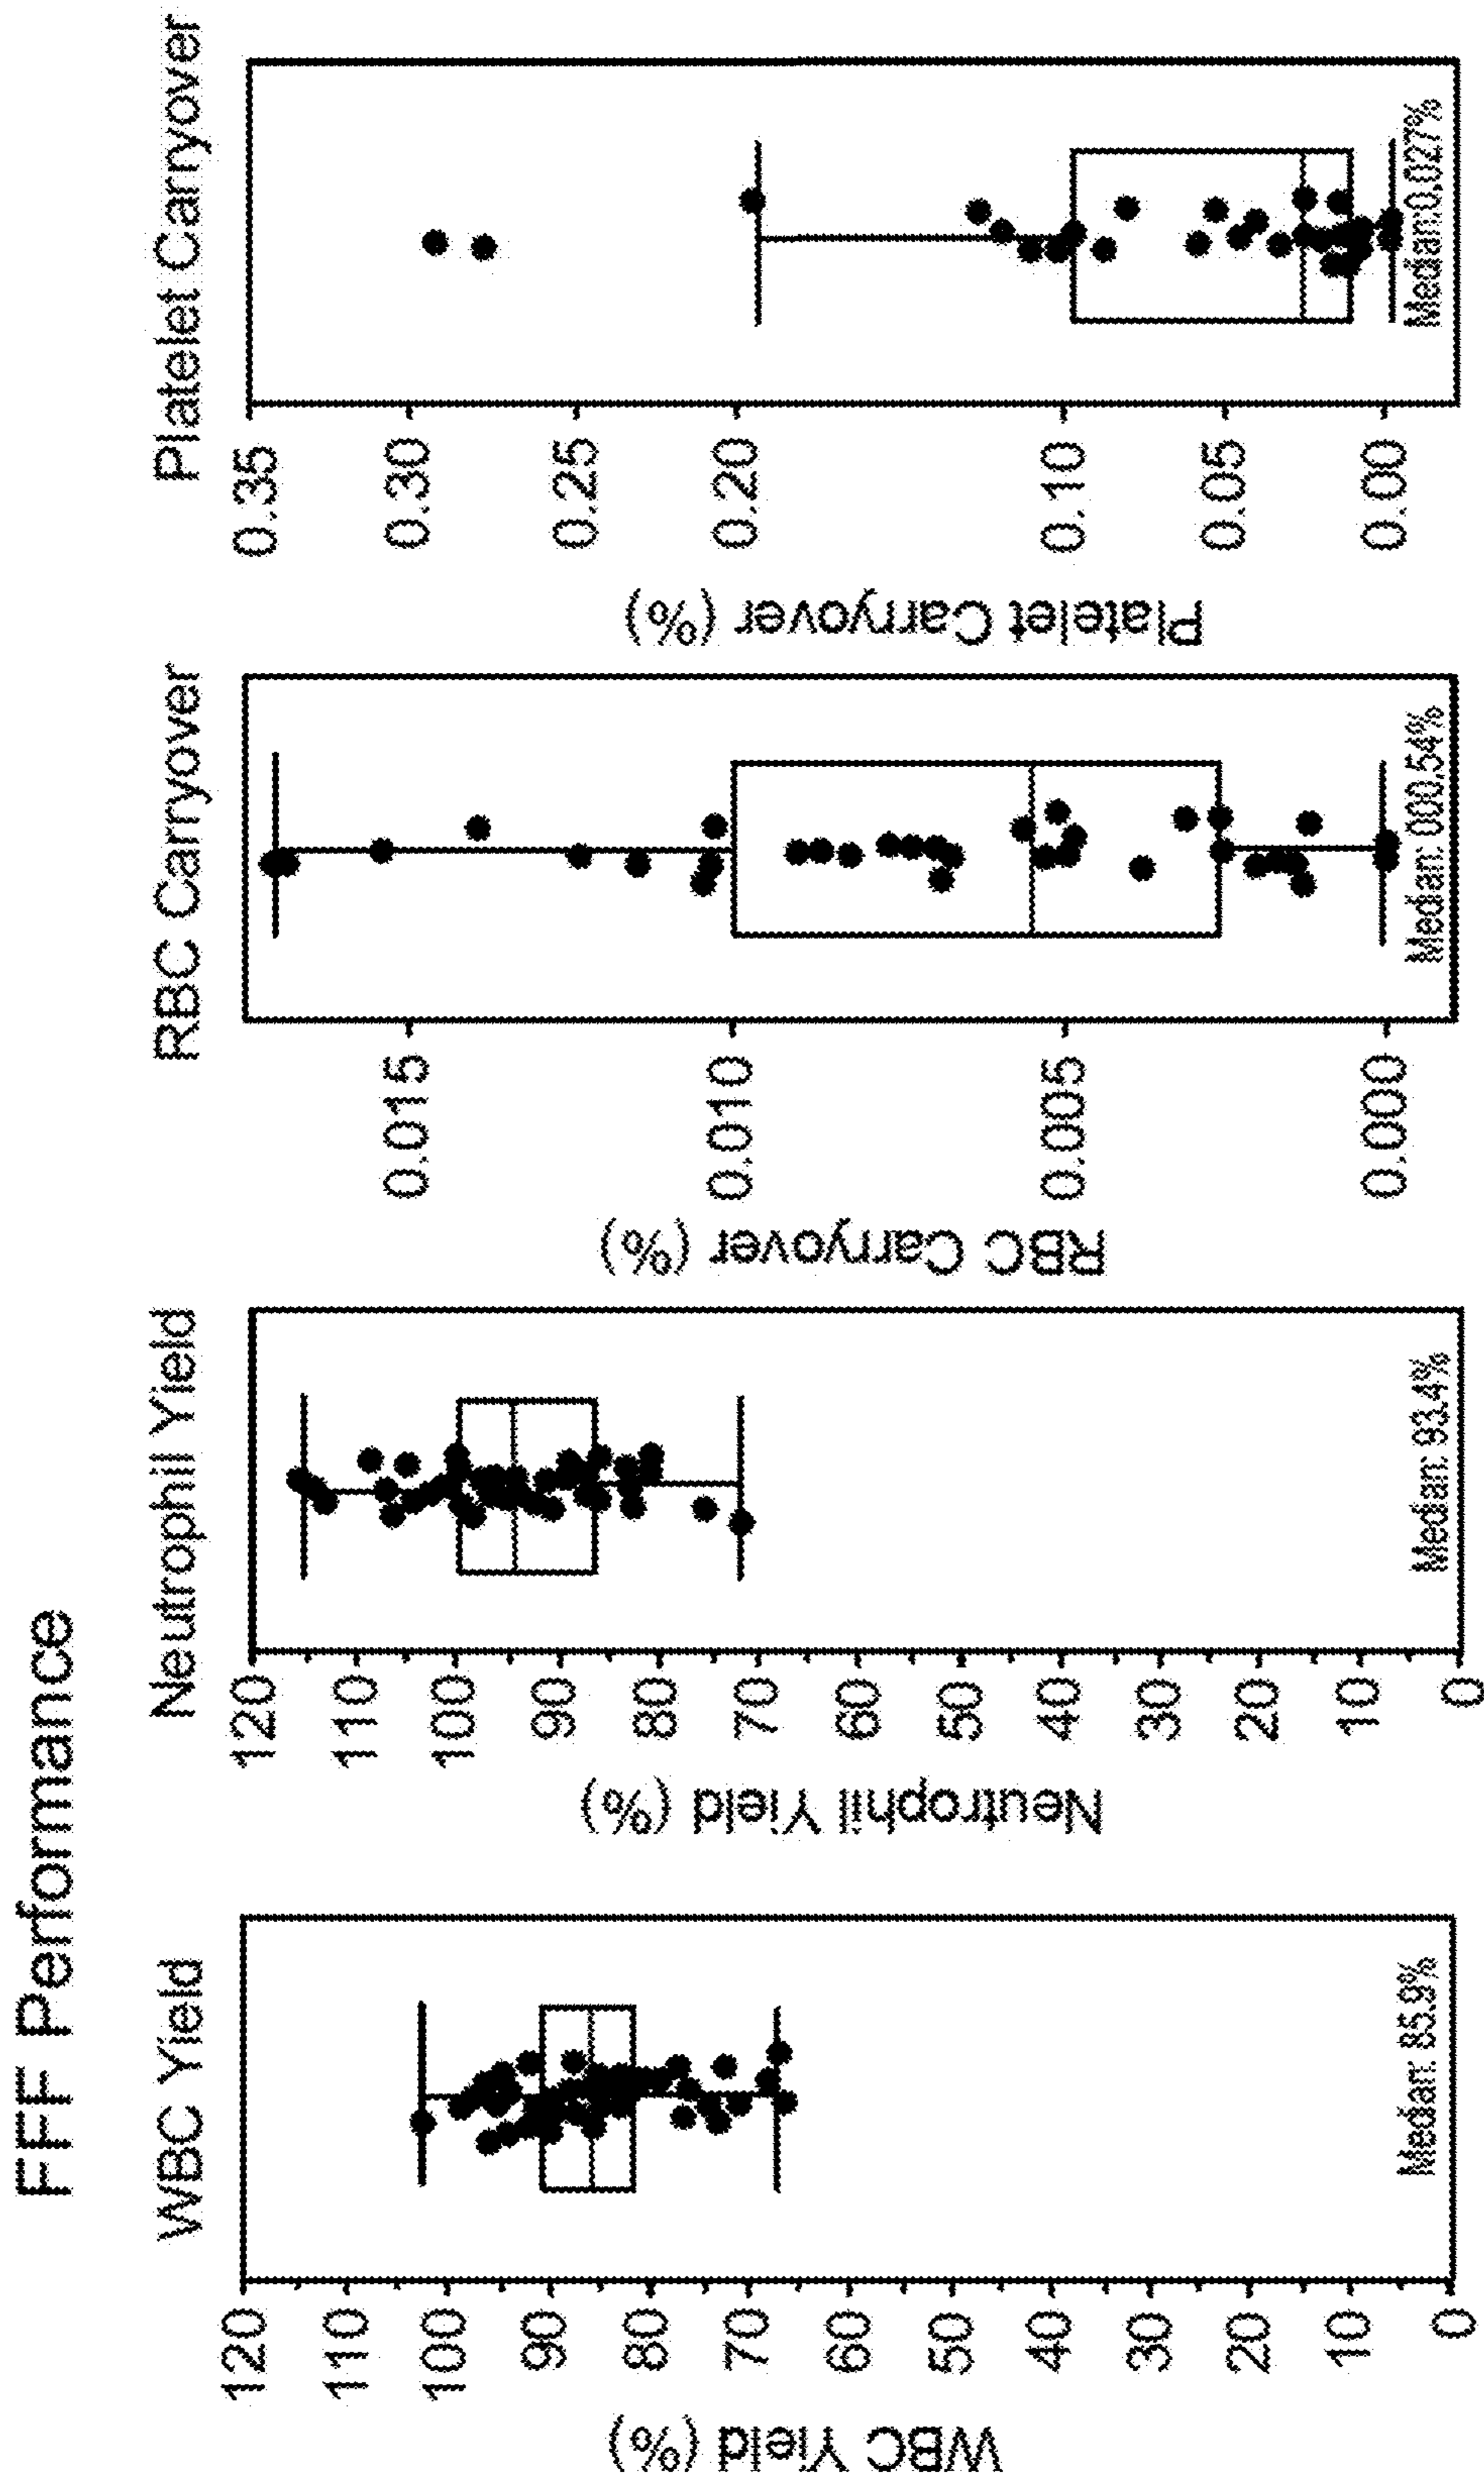 FFF Performance
WBC Yield
WBC Yield (%)
120
110
100
90
80
70
60
50
40
30
20
10
0
Median: 85.9%
Neutrophil Yield
Neutrophil Yield (%)
120
110
100
90
80
70
60
50
40
30
20
10
0
Median: 93.4%
RBC Carryover
RBC Carryover (%)
0.015
0.010
0.005
0.000
Median: 000.54%
Platelet Carryover
Platelet Carryover (%)
0.35
0.30
0.25
0.20
0.10
0.05
0.00
Median:0.027%